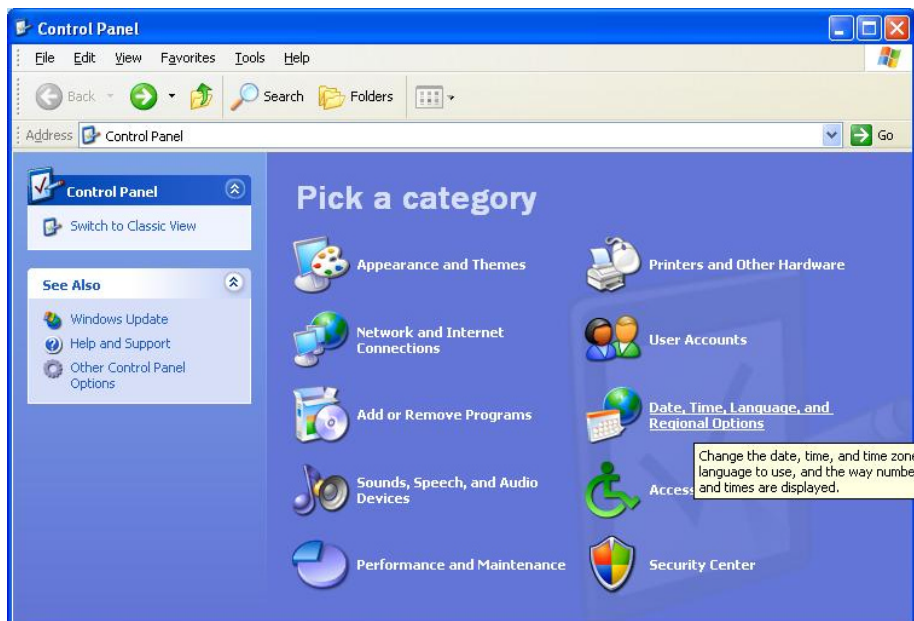 Control Panel
File Edit View Favorites Tools Help
Back Search Folders
Address Control Panel Go
Control Panel
Switch to Classic View
See Also
Windows Update
Help and Support
Other Control Panel
Options
Pick a category
Appearance and Themes
Printers and Other Hardware
Network and Internet
Connections
User Accounts
Add or Remove Programs
Date, Time, Language, and
Regional Options
Change the date, time, and time zone
language to use, and the way numbe
and times are displayed.
Sounds, Speech, and Audio
Devices
Access
Performance and Maintenance
Security Center